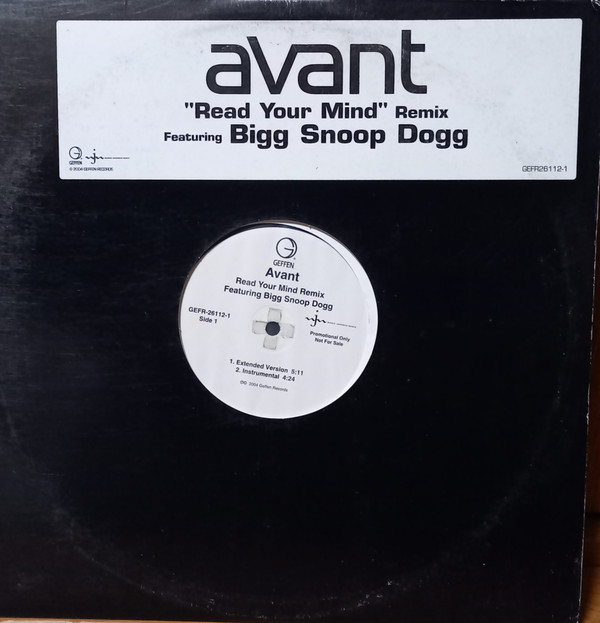 avant
"Read Your Mind" Remix
Featuring Bigg Snoop Dogg
GEFFEN
© 2004 GEFFEN RECORDS
GEFR26112-1
GEFFEN
Avant
Read Your Mind Remix
Featuring Bigg Snoop Dogg
GEFR-26112-1
Side 1
Promotional Only
Not For Sale
1. Extended Version 5:11
2. Instrumental 4:24
℗© 2004 Geffen Records